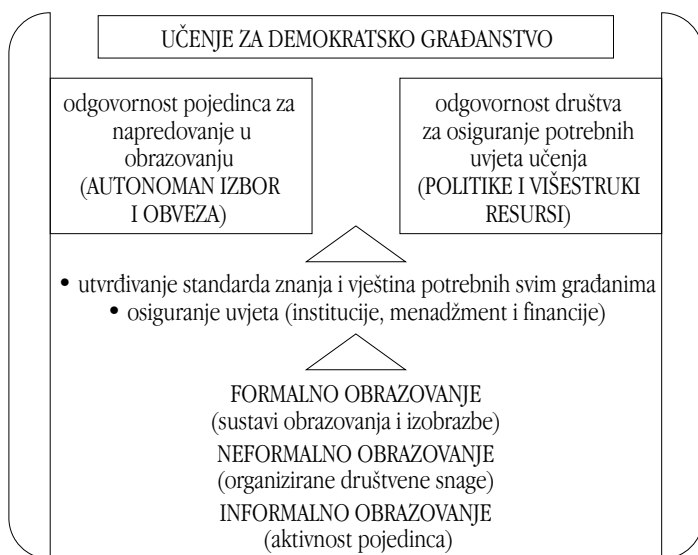 UČENJE ZA DEMOKRATSKO GRAĐANSTVO
odgovornost pojedinca za
napredovanje u
obrazovanju
(AUTONOMAN IZBOR
I OBVEZA)
odgovornost društva
za osiguranje potrebnih
uvjeta učenja
(POLITIKE I VIŠESTRUKI
RESURSI)
• utvrđivanje standarda znanja i vještina potrebnih svim građanima
• osiguranje uvjeta (institucije, menadžment i financije)
FORMALNO OBRAZOVANJE
(sustavi obrazovanja i izobrazbe)
NEFORMALNO OBRAZOVANJE
(organizirane društvene snage)
INFORMALNO OBRAZOVANJE
(aktivnost pojedinca)